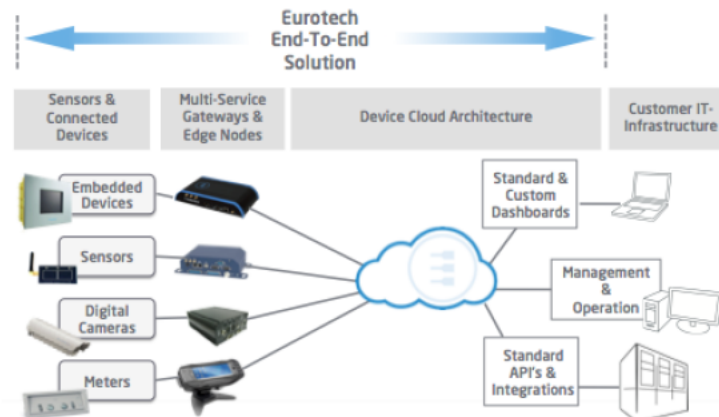 Eurotech
End-To-End
Solution
Sensors &
Connected
Devices
Multi-Service
Gateways &
Edge Nodes
Device Cloud Architecture
Customer IT-
Infrastructure
Embedded
Devices
Sensors
Digital
Cameras
Meters
Standard &
Custom
Dashboards
Management
&
Operation
Standard
API's &
Integrations